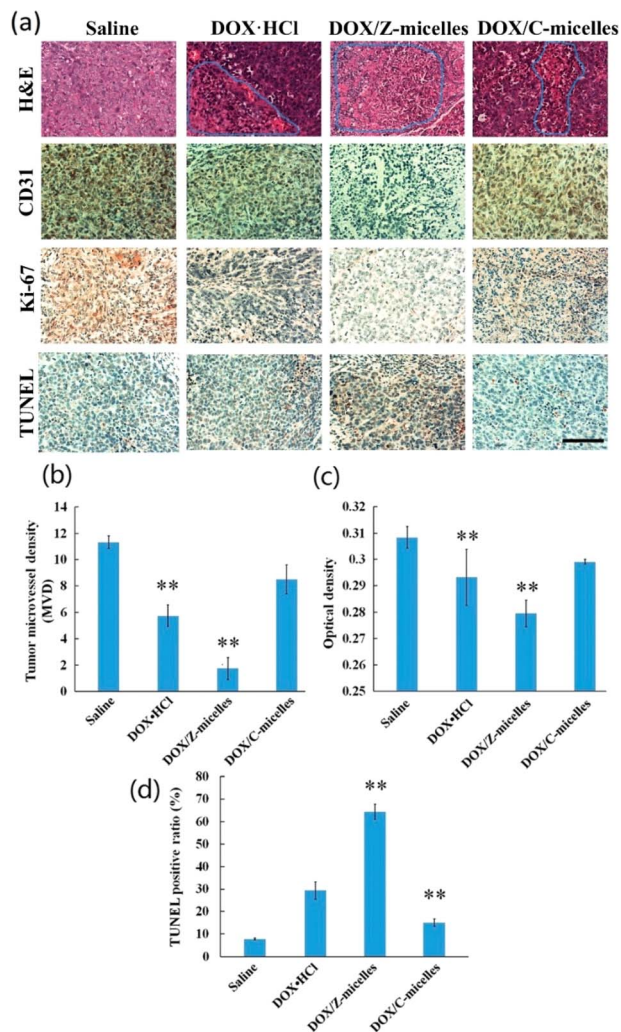 (a)
Saline DOX·HCl DOX/Z-micelles DOX/C-micelles
H&E
CD31
Ki-67
TUNEL
(b)
Tumor microvessel density
(MVD)
14
12
10
8
6
4
2
0
**
**
Saline
DOX•HCl
DOX/Z-micelles
DOX/C-micelles
(c)
Optical density
0.32
0.31
0.3
0.29
0.28
0.27
0.26
0.25
**
**
Saline
DOX•HCl
DOX/Z-micelles
DOX/C-micelles
(d)
TUNEL positive ratio (%)
80
70
60
50
40
30
20
10
0
**
**
Saline
DOX•HCl
DOX/Z-micelles
DOX/C-micelles